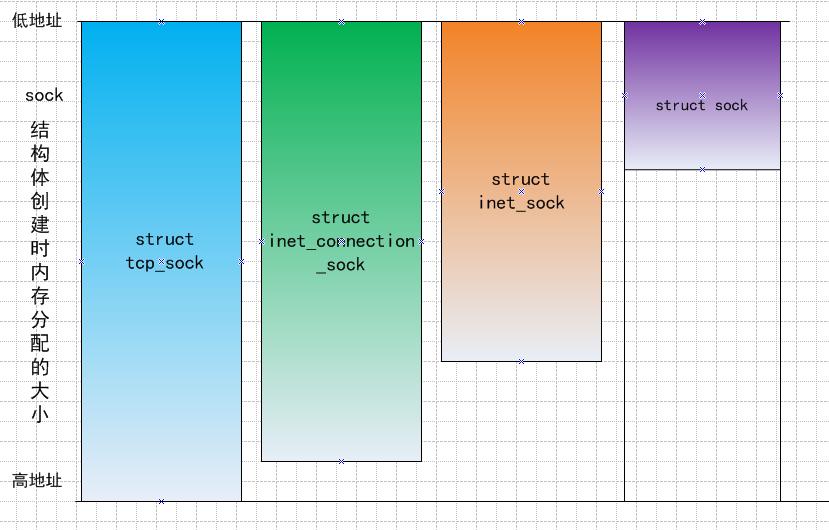 低地址
sock
结
构
体
创
建
时
内
存
分
配
的
大
小
高地址
struct
tcp_sock
struct
inet_connection
_sock
struct
inet_sock
struct sock